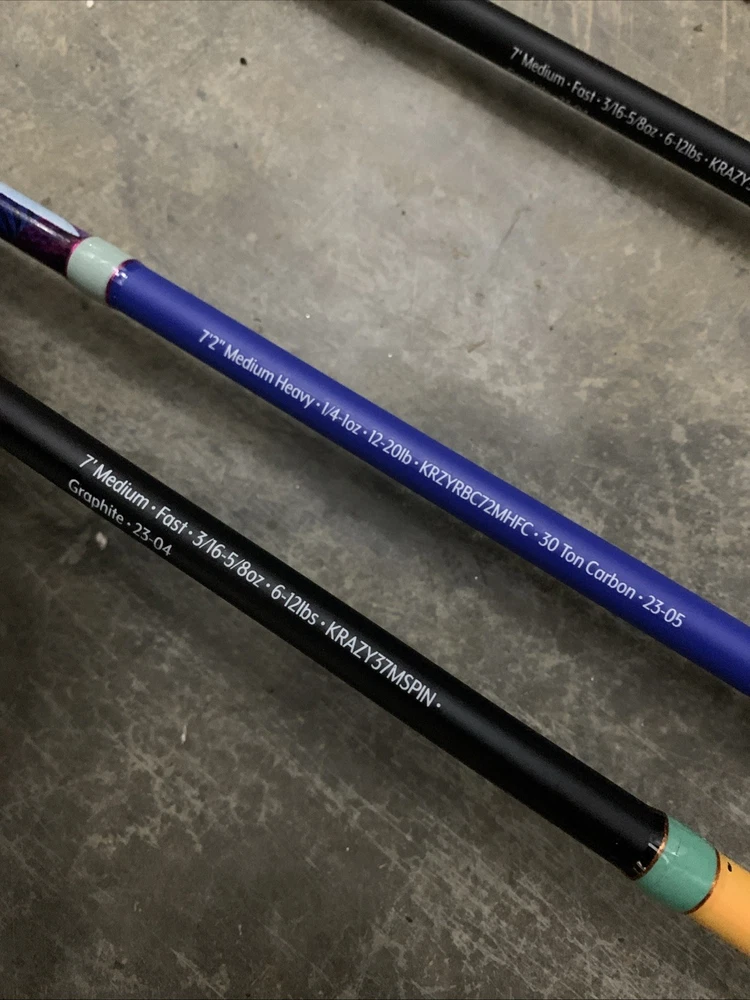 7' Medium · Fast · 3/16-5/8oz · 6-12lbs · KRAZY3
7'2" Medium Heavy · 1/4-1oz · 12-20lb · KRZYRBC72MHFC · 30 Ton Carbon · 23-05
7' Medium · Fast · 3/16-5/8oz · 6-12lbs · KRAZY37MSPIN ·
Graphite · 23-04